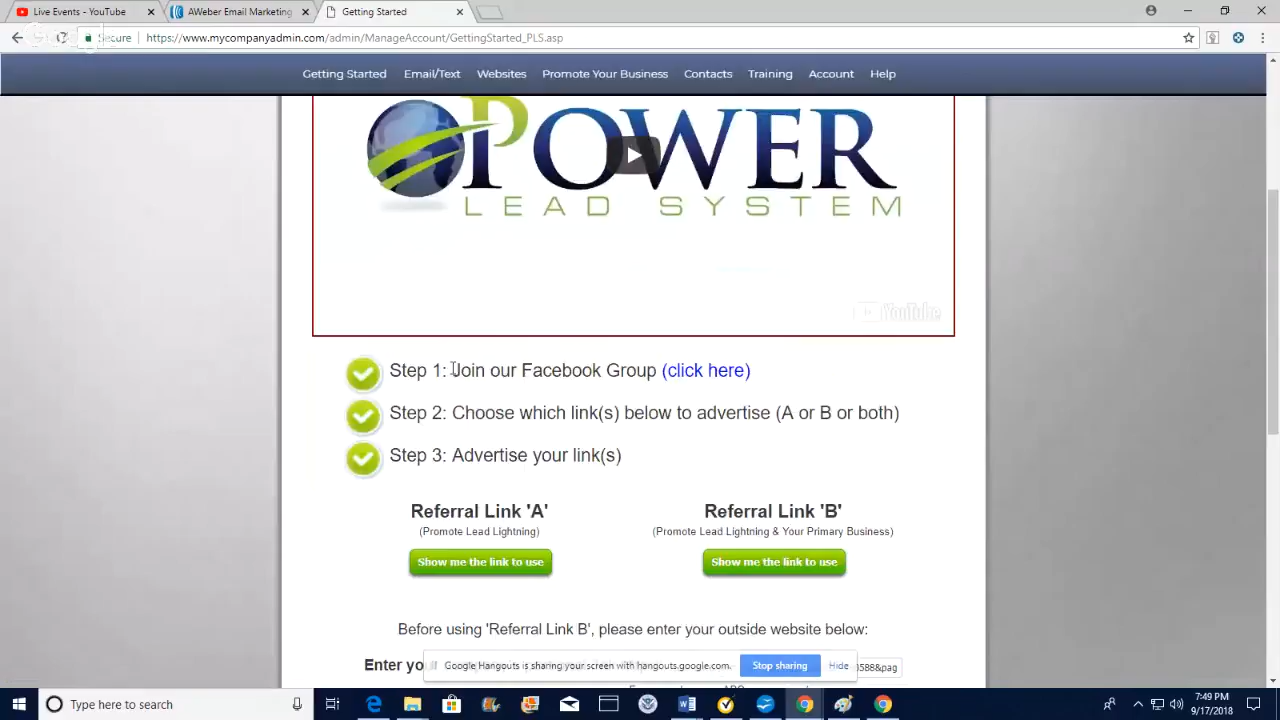 Live Events - YouTube
AWeber Email Marketing
Getting Started
Secure
https://www.mycompanyadmin.com/admin/ManageAccount/GettingStarted_PLS.asp
Getting Started Email/Text Websites Promote Your Business Contacts Training Account Help
POWER
LEAD SYSTEM
YouTube
Step 1: Join our Facebook Group (click here)
Step 2: Choose which link(s) below to advertise (A or B or both)
Step 3: Advertise your link(s)
Referral Link 'A' Referral Link 'B'
(Promote Lead Lightning) (Promote Lead Lightning & Your Primary Business)
Show me the link to use Show me the link to use
Before using 'Referral Link B', please enter your outside website below:
Enter
Google Hangouts is sharing your screen with hangouts.google.com. Stop sharing Hide
588&pag
Type here to search
7:49 PM
9/17/2018